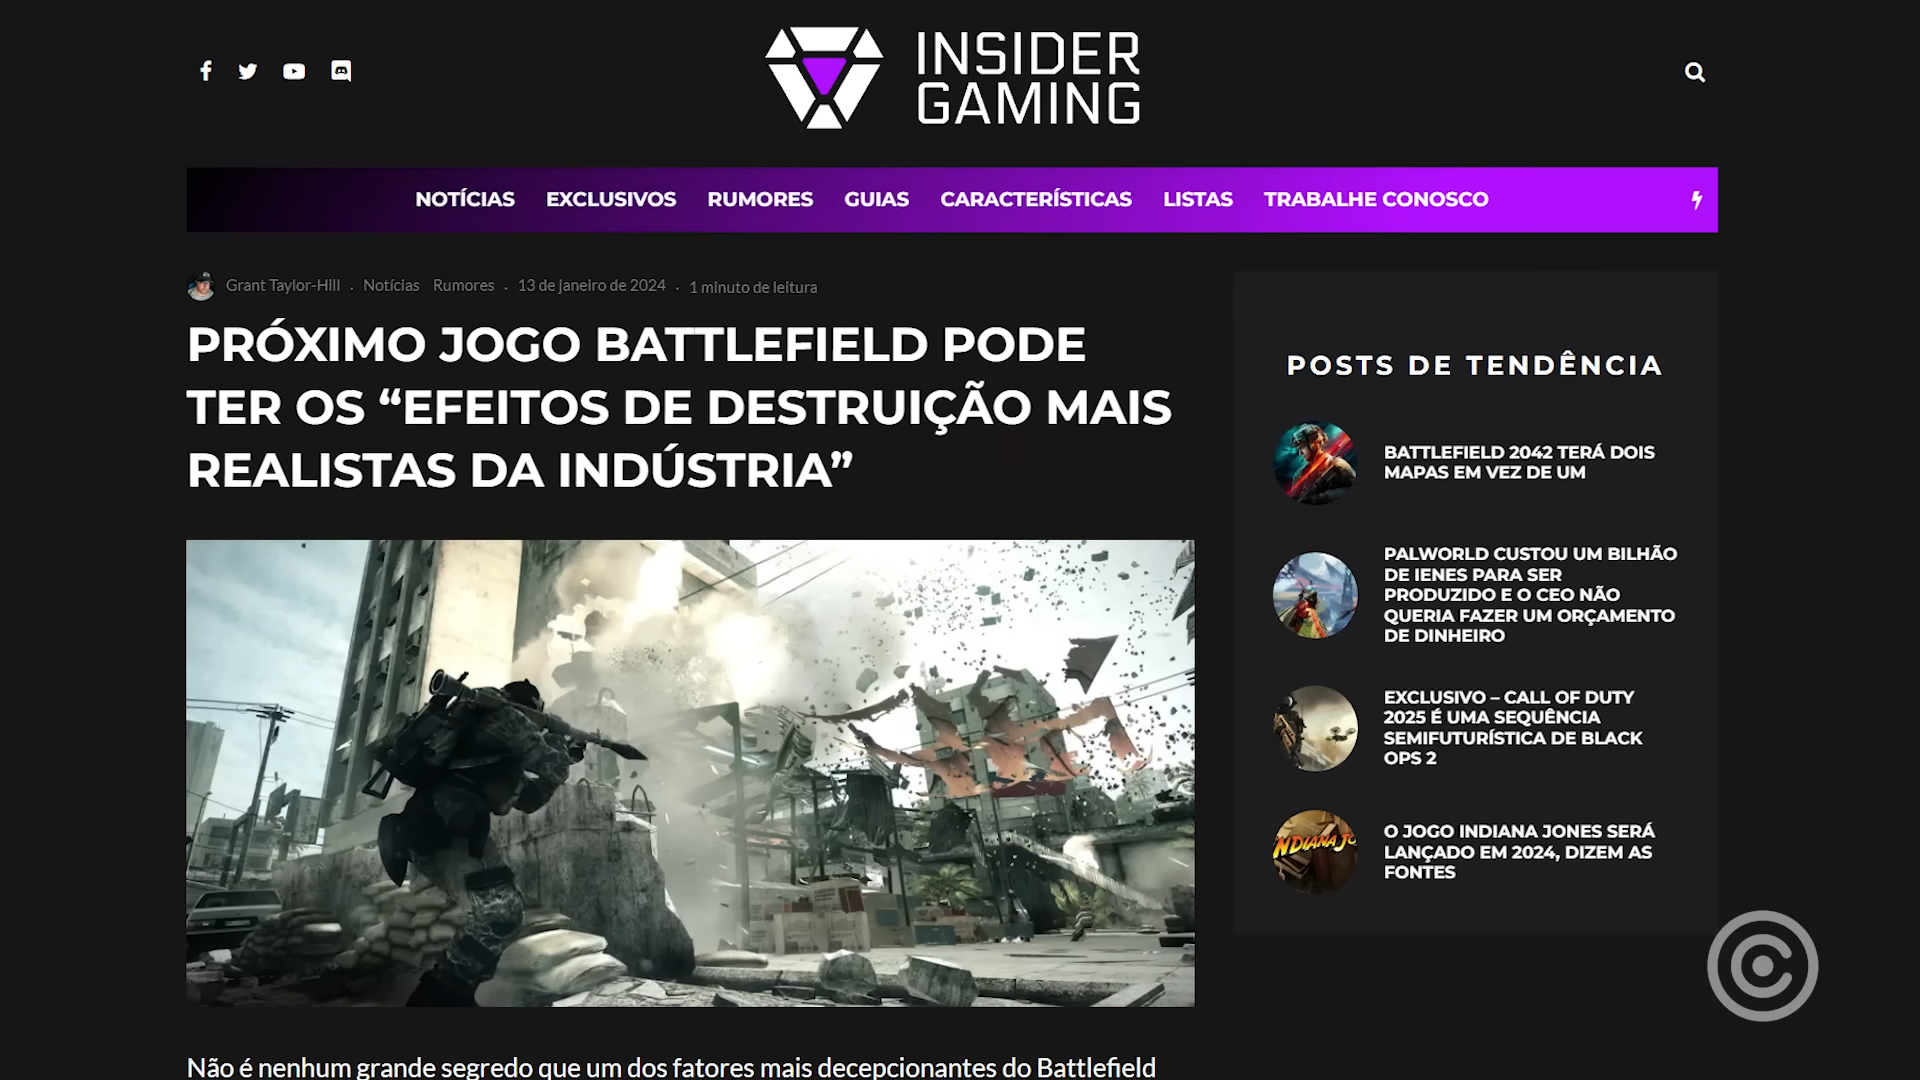 INSIDER
GAMING
NOTÍCIAS EXCLUSIVOS RUMORES GUIAS CARACTERÍSTICAS LISTAS TRABALHE CONOSCO
Grant Taylor-Hill . Notícias Rumores . 13 de janeiro de 2024 . 1 minuto de leitura
PRÓXIMO JOGO BATTLEFIELD PODE
TER OS “EFEITOS DE DESTRUIÇÃO MAIS
REALISTAS DA INDÚSTRIA”
Não é nenhum grande segredo que um dos fatores mais decepcionantes do Battlefield
POSTS DE TENDÊNCIA
BATTLEFIELD 2042 TERÁ DOIS
MAPAS EM VEZ DE UM
PALWORLD CUSTOU UM BILHÃO
DE IENES PARA SER
PRODUZIDO E O CEO NÃO
QUERIA FAZER UM ORÇAMENTO
DE DINHEIRO
EXCLUSIVO – CALL OF DUTY
2025 É UMA SEQUÊNCIA
SEMIFUTURÍSTICA DE BLACK
OPS 2
NDIANA JO
O JOGO INDIANA JONES SERÁ
LANÇADO EM 2024, DIZEM AS
FONTES